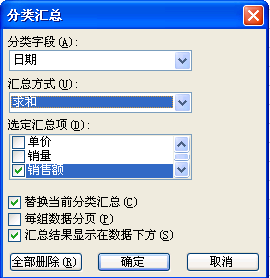 分类汇总
分类字段(A):
日期
汇总方式(U):
求和
选定汇总项(D):
单价
销量
销售额
替换当前分类汇总(C)
每组数据分页(P)
汇总结果显示在数据下方(S)
全部删除(R) 确定 取消